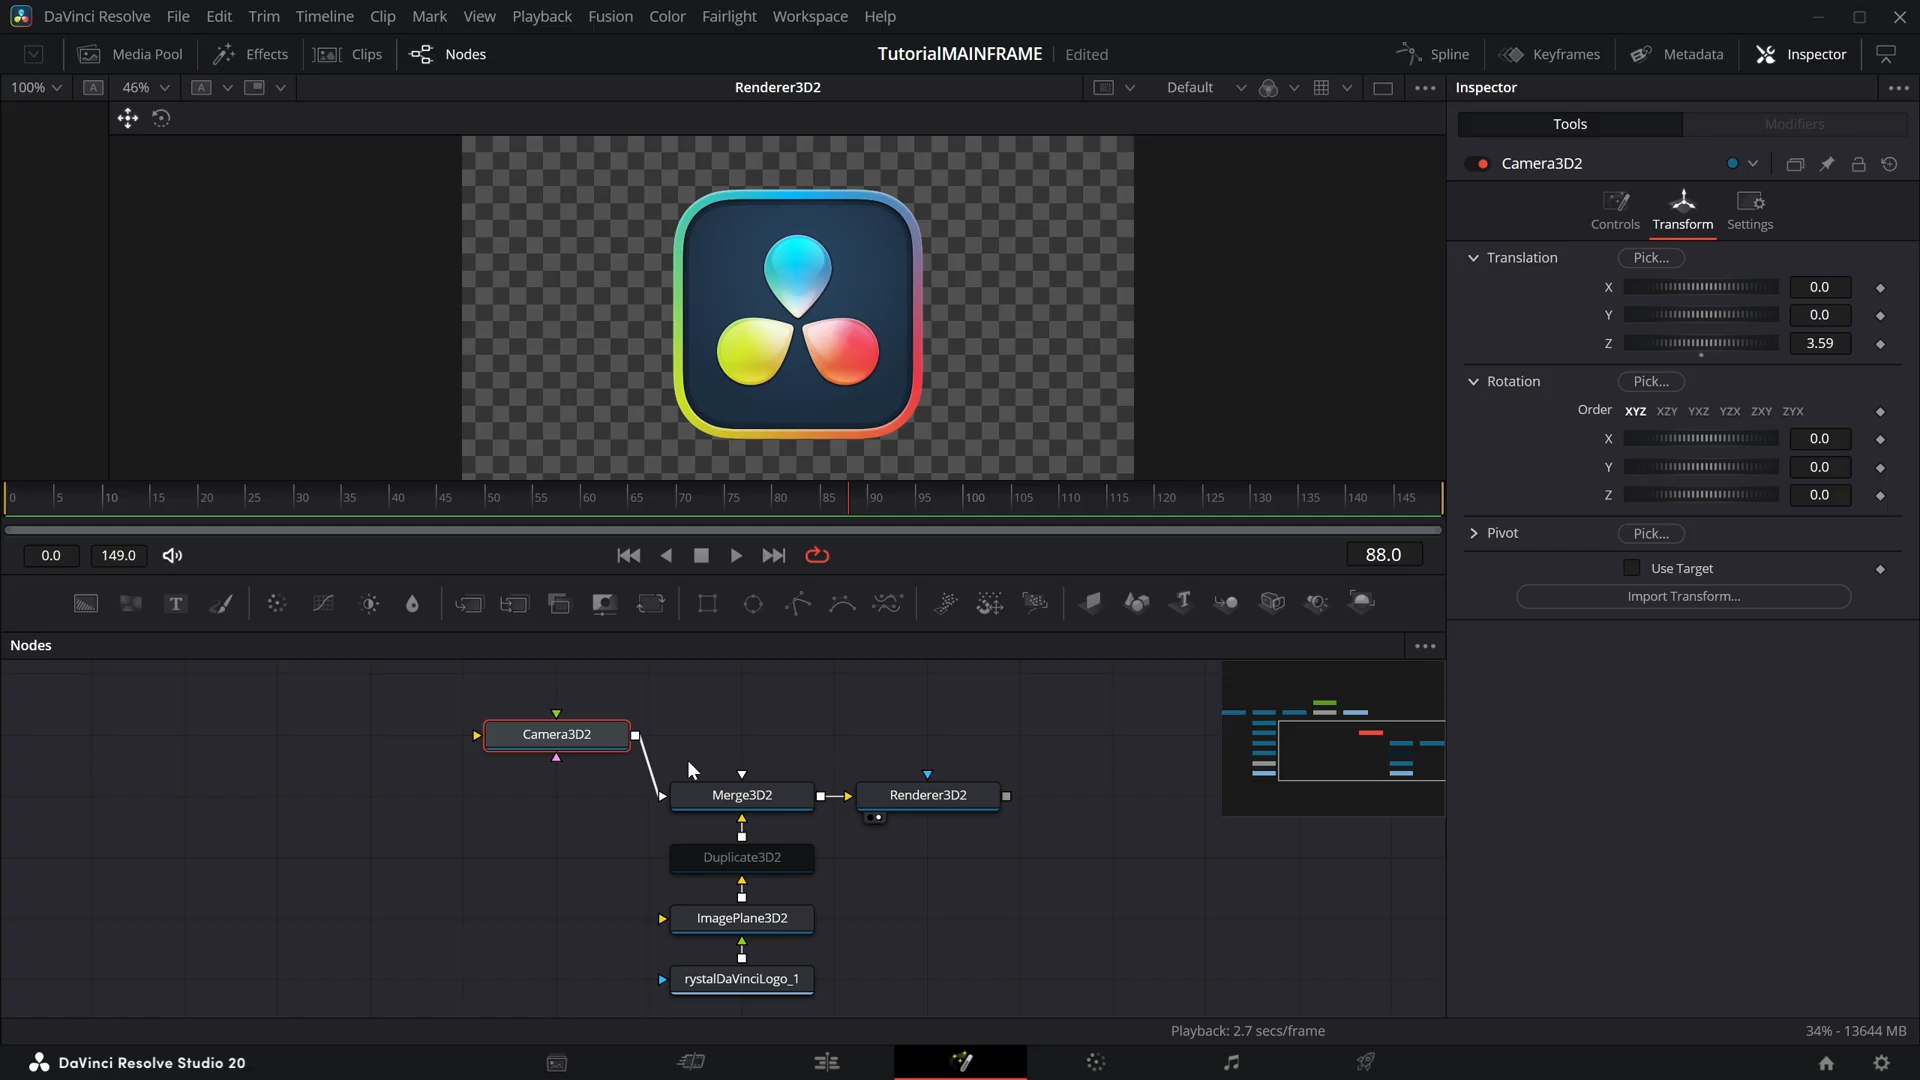 DaVinci Resolve File Edit Trim Timeline Clip Mark View Playback Fusion Color Fairlight Workspace Help
Media Pool Effects Clips Nodes TutorialMAINFRAME Edited Spline Keyframes Metadata Inspector
100% A 46% A Renderer3D2 Default Inspector
Tools Modifiers
Camera3D2
Controls Transform Settings
Translation Pick...
X 0.0
Y 0.0
Z 3.59
Rotation Pick...
Order XYZ XZY YXZ YZX ZXY ZYX
X 0.0
Y 0.0
Z 0.0
Pivot Pick...
Use Target
Import Transform...
0 5 10 15 20 25 30 35 40 45 50 55 60 65 70 75 80 85 90 95 100 105 110 115 120 125 130 135 140 145
0.0 149.0 88.0
T T
Nodes
Camera3D2
Merge3D2 Renderer3D2
Duplicate3D2
ImagePlane3D2
rystalDaVinciLogo_1
Playback: 2.7 secs/frame 34% - 13644 MB
DaVinci Resolve Studio 20